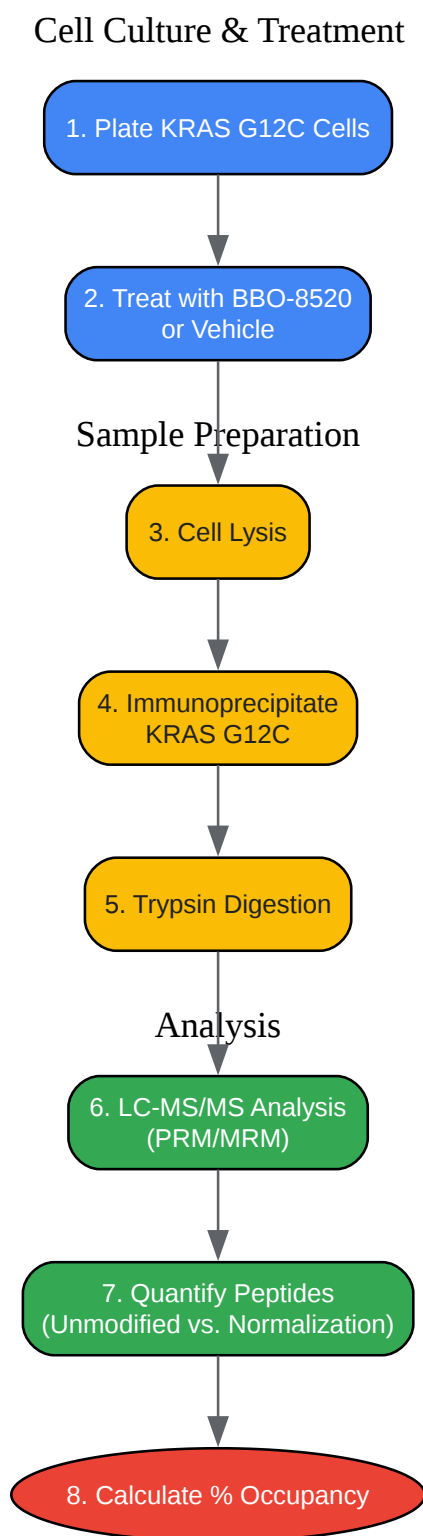 Cell Culture & Treatment
1. Plate KRAS G12C Cells
2. Treat with BBO-8520
or Vehicle
Sample Preparation
3. Cell Lysis
4. Immunoprecipitate
KRAS G12C
5. Trypsin Digestion
Analysis
6. LC-MS/MS Analysis
(PRM/MRM)
7. Quantify Peptides
(Unmodified vs. Normalization)
8. Calculate % Occupancy